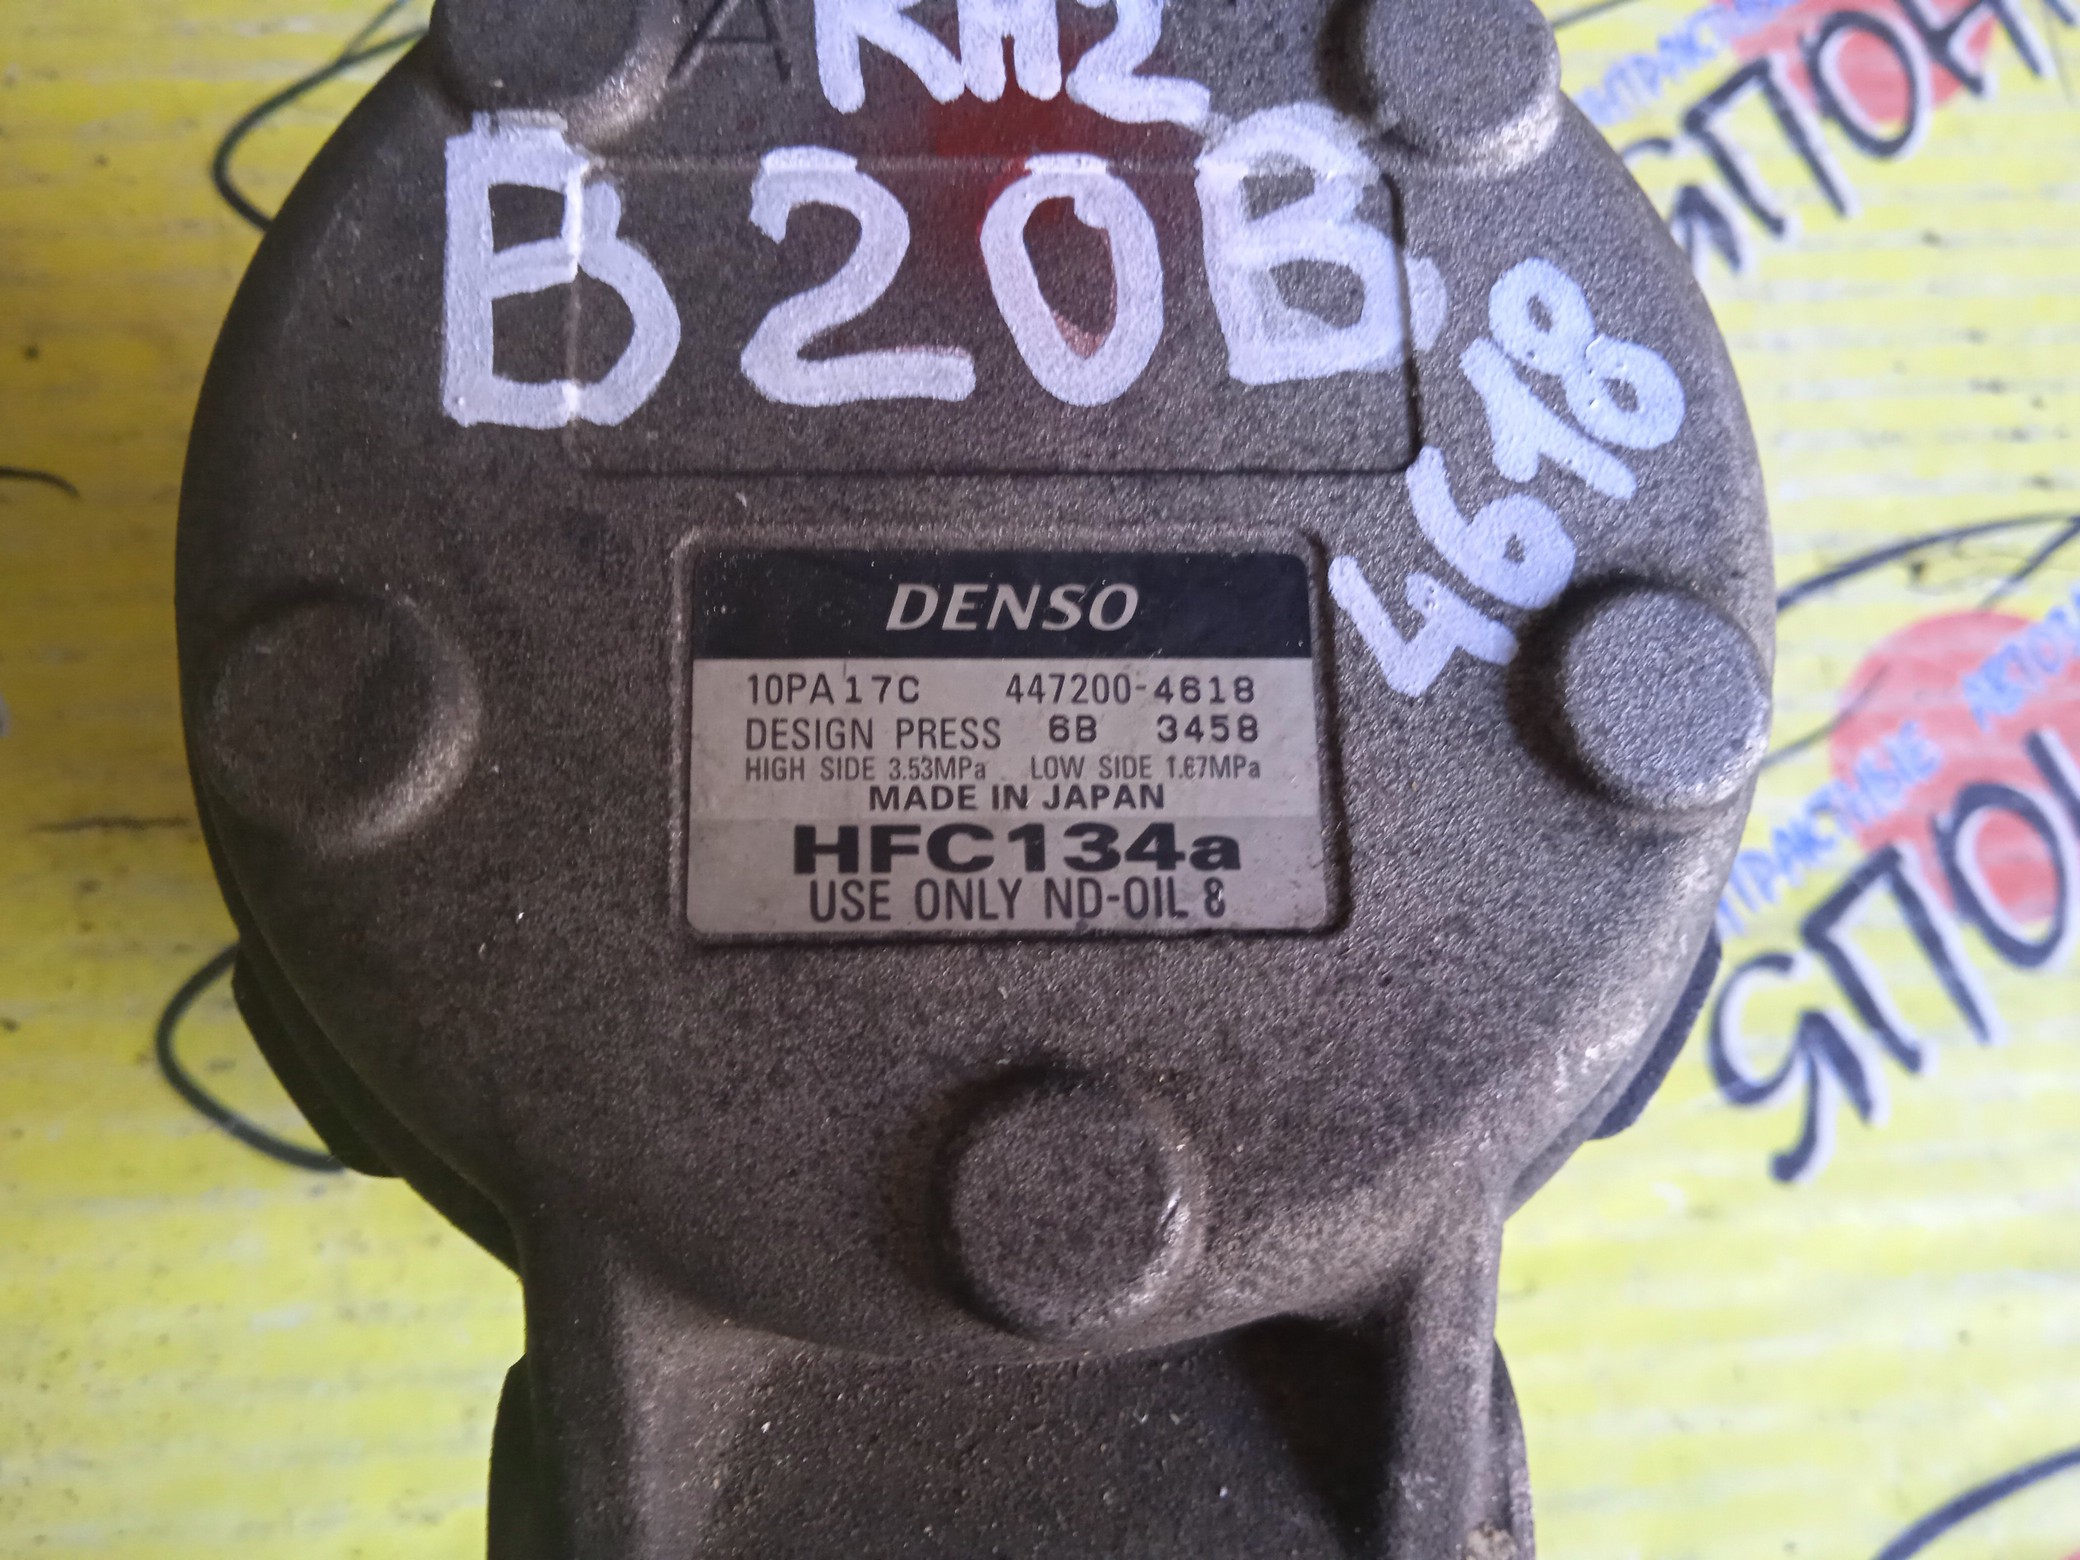 A
RH2
B20B
4618
DENSO
10PA17C 447200-4618
DESIGN PRESS 6B 3458
HIGH SIDE 3.53MPa LOW SIDE 1.67MPa
MADE IN JAPAN
HFC134a
USE ONLY ND-OIL 8